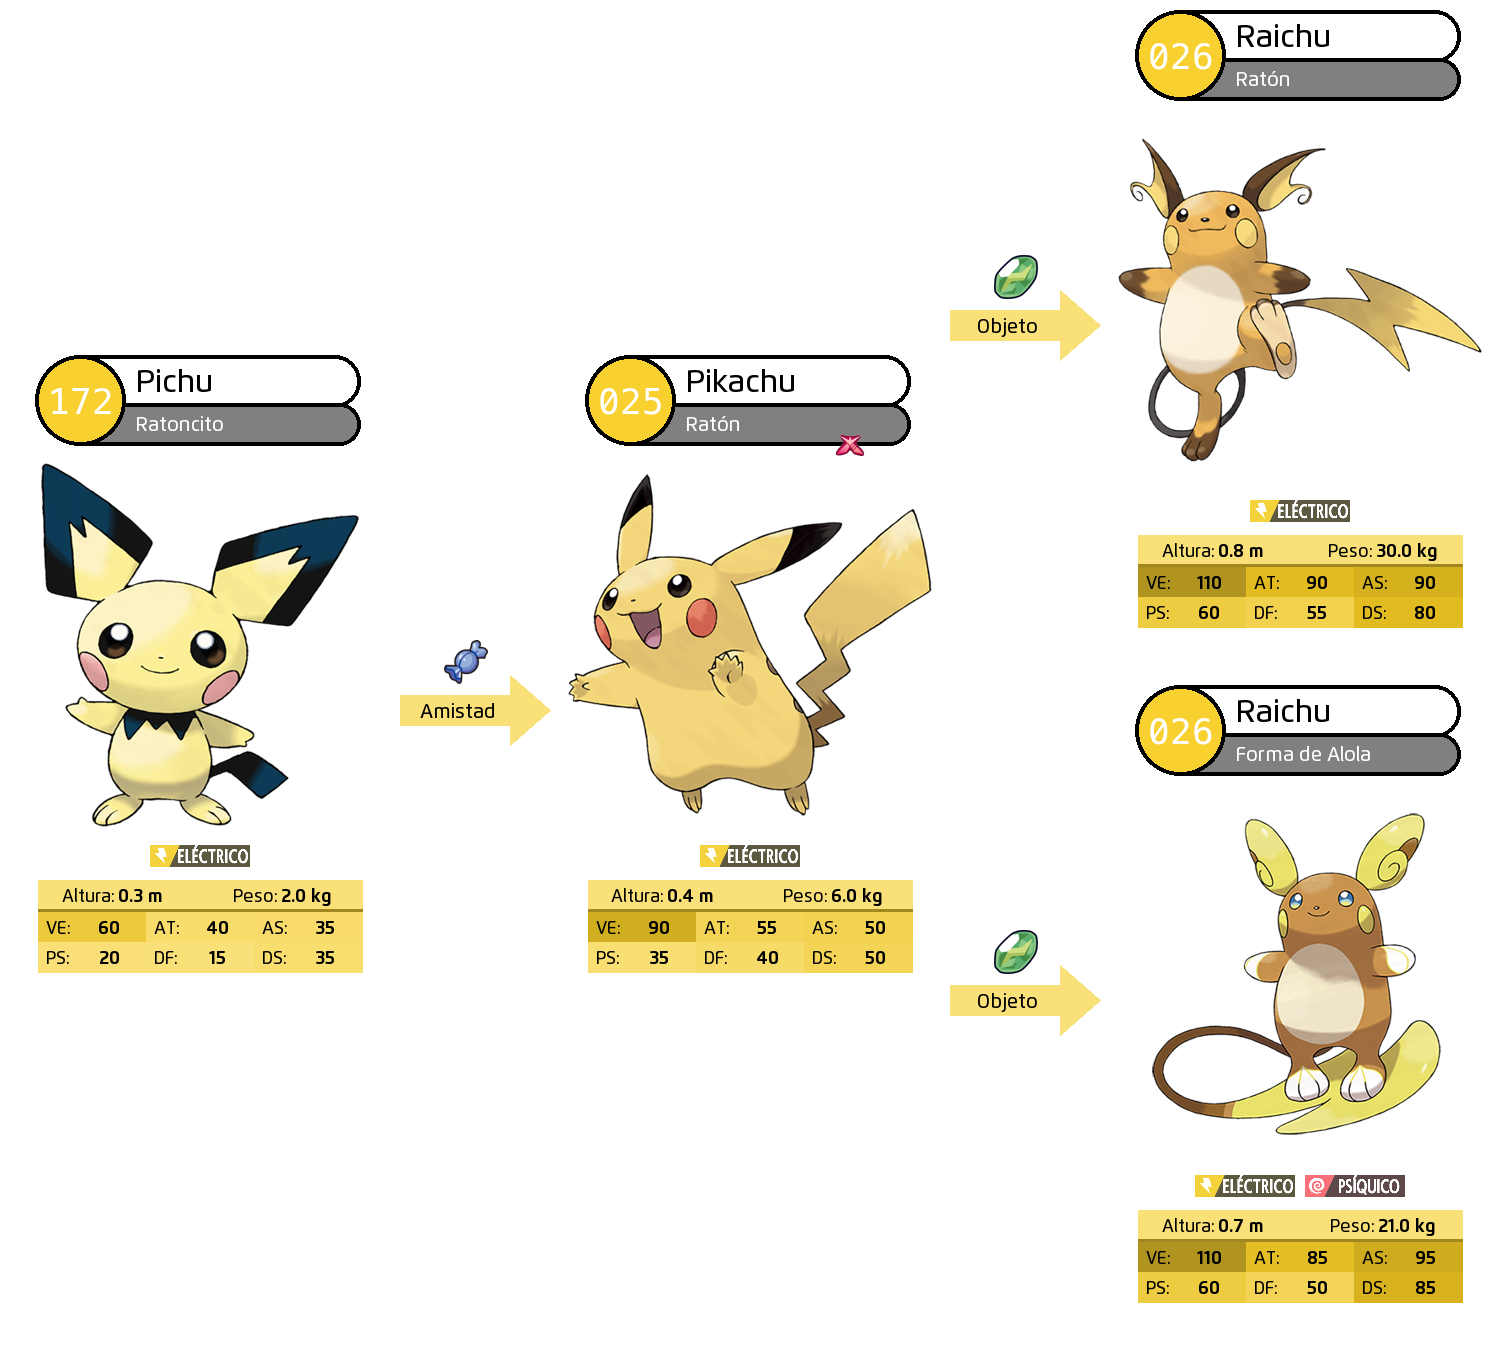 172
Pichu
Ratoncito
ELÉCTRICO
Altura: 0.3 m Peso: 2.0 kg
VE: 60 AT: 40 AS: 35
PS: 20 DF: 15 DS: 35
Amistad
025
Pikachu
Ratón
ELÉCTRICO
Altura: 0.4 m Peso: 6.0 kg
VE: 90 AT: 55 AS: 50
PS: 35 DF: 40 DS: 50
Objeto
026
Raichu
Ratón
ELÉCTRICO
Altura: 0.8 m Peso: 30.0 kg
VE: 110 AT: 90 AS: 90
PS: 60 DF: 55 DS: 80
Objeto
026
Raichu
Forma de Alola
ELÉCTRICO PSÍQUICO
Altura: 0.7 m Peso: 21.0 kg
VE: 110 AT: 85 AS: 95
PS: 60 DF: 50 DS: 85